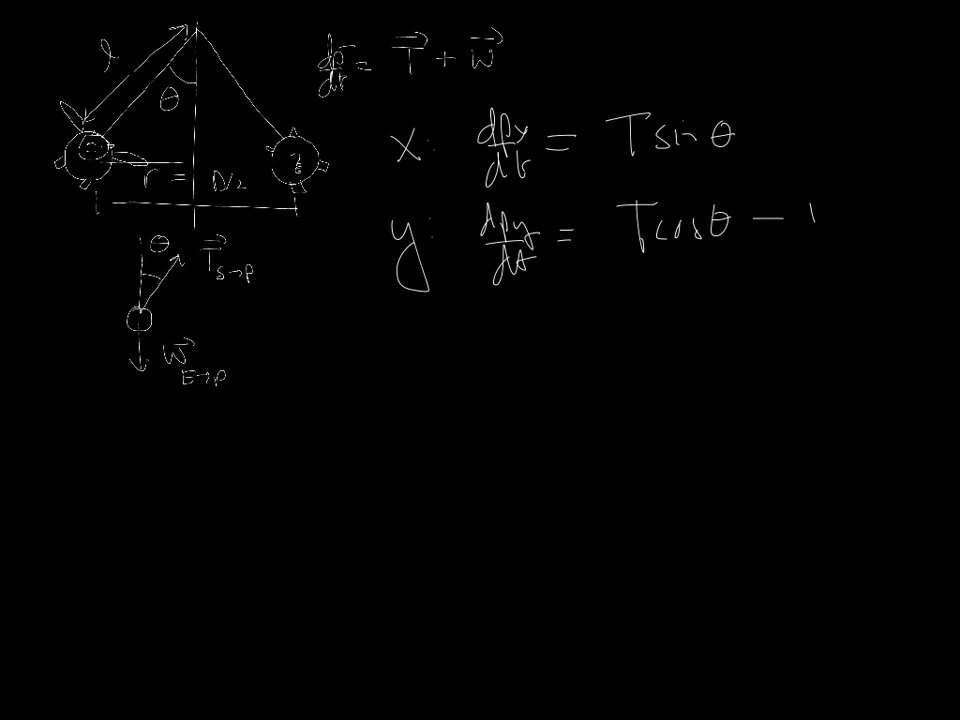 l
θ
r = D/2
θ
T⃗ s→p
W⃗ E→p
dp⃗/dt = T⃗ + W⃗
x: dpx/dt = T sin θ
y: dpy/dt = T cos θ −